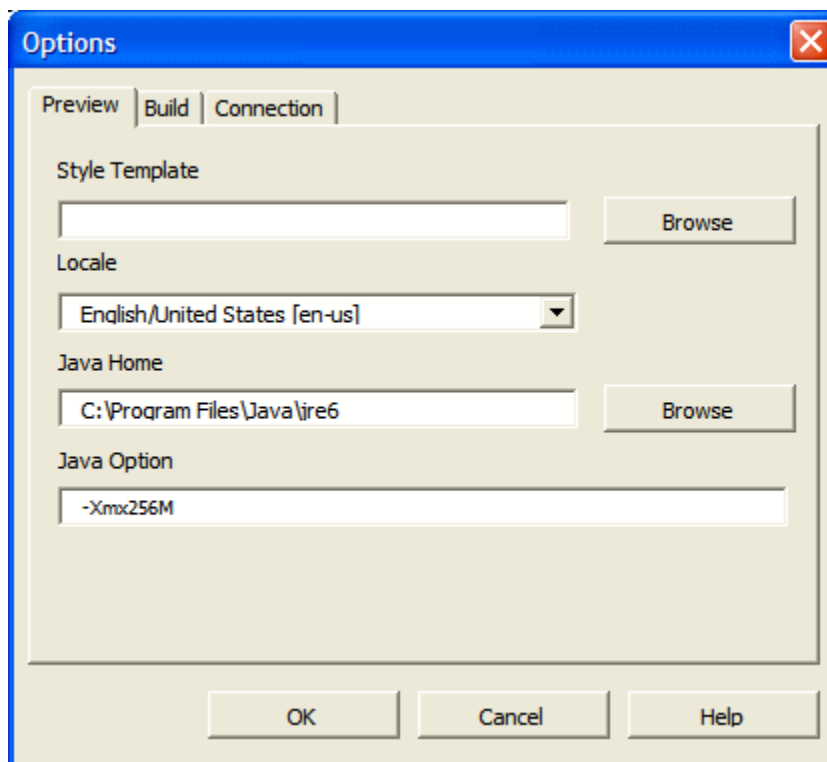 Options
Preview Build Connection
Style Template
Browse
Locale
English/United States [en-us]
Java Home
C:\Program Files\Java\jre6 Browse
Java Option
-Xmx256M
OK Cancel Help